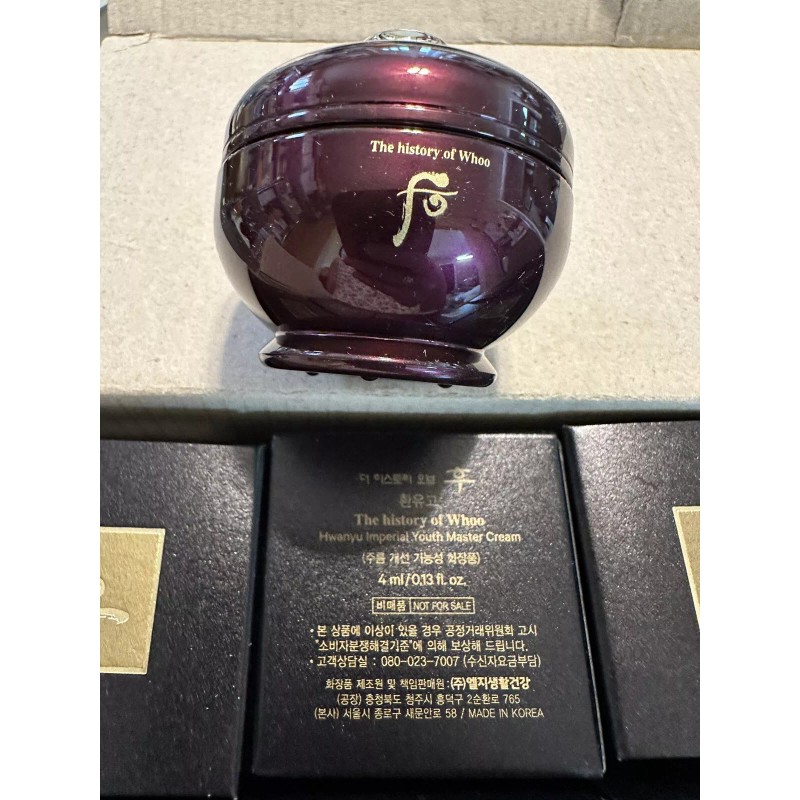 The history of Whoo
더 히스토리 오브 후
환유고
The history of Whoo
Hwanyu Imperial Youth Master Cream
(주름 개선 기능성 화장품)
4 ml/0.13 fl. oz.
비매품 NOT FOR SALE
· 본 상품에 이상이 있을 경우 공정거래위원회 고시
"소비자분쟁해결기준"에 의해 보상해 드립니다.
· 고객상담실 : 080-023-7007 (수신자요금부담)
화장품 제조원 및 책임판매원 : (주)엘지생활건강
(공장) 충청북도 청주시 흥덕구 2순환로 765
(본사) 서울시 종로구 새문안로 58 / MADE IN KOREA